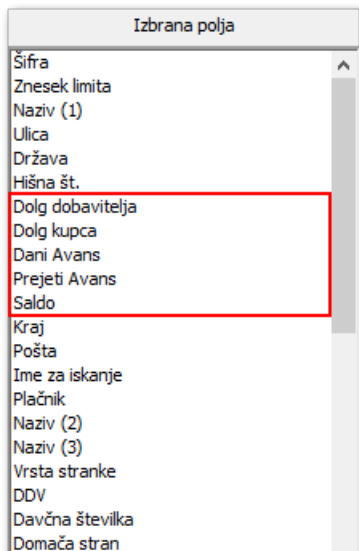 Izbrana polja
Šifra
Znesek limita
Naziv (1)
Ulica
Država
Hišna št.
Dolg dobavitelja
Dolg kupca
Dani Avans
Prejeti Avans
Saldo
Kraj
Pošta
Ime za iskanje
Plačnik
Naziv (2)
Naziv (3)
Vrsta stranke
DDV
Davčna številka
Domača stran